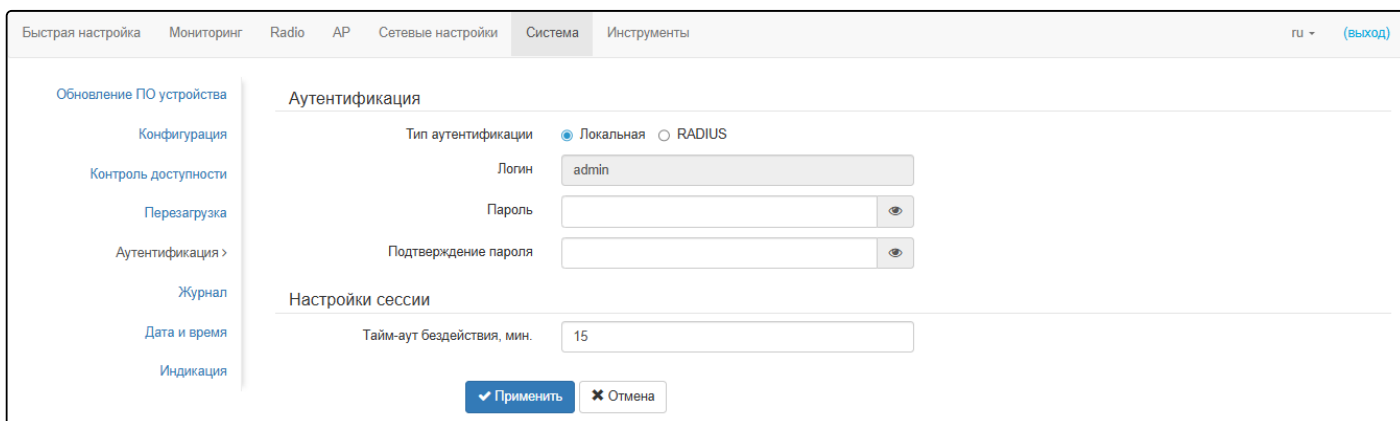 Быстрая настройка Мониторинг Radio AP Сетевые настройки Система Инструменты ru (выход)
Обновление ПО устройства
Конфигурация
Контроль доступности
Перезагрузка
Аутентификация >
Журнал
Дата и время
Индикация
Аутентификация
Тип аутентификации Локальная RADIUS
Логин admin
Пароль
Подтверждение пароля
Настройки сессии
Тайм-аут бездействия, мин. 15
Применить Отмена